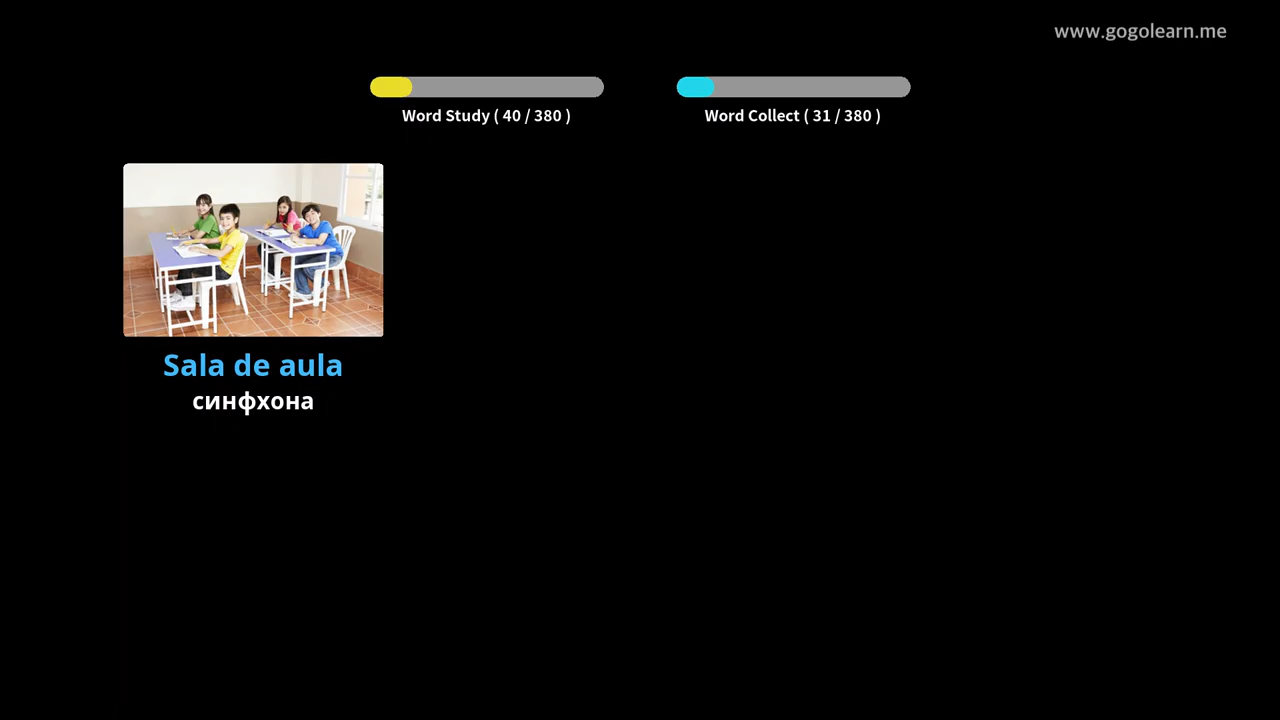 www.gogolearn.me
Word Study ( 40 / 380 )
Word Collect ( 31 / 380 )
Sala de aula
синфхона